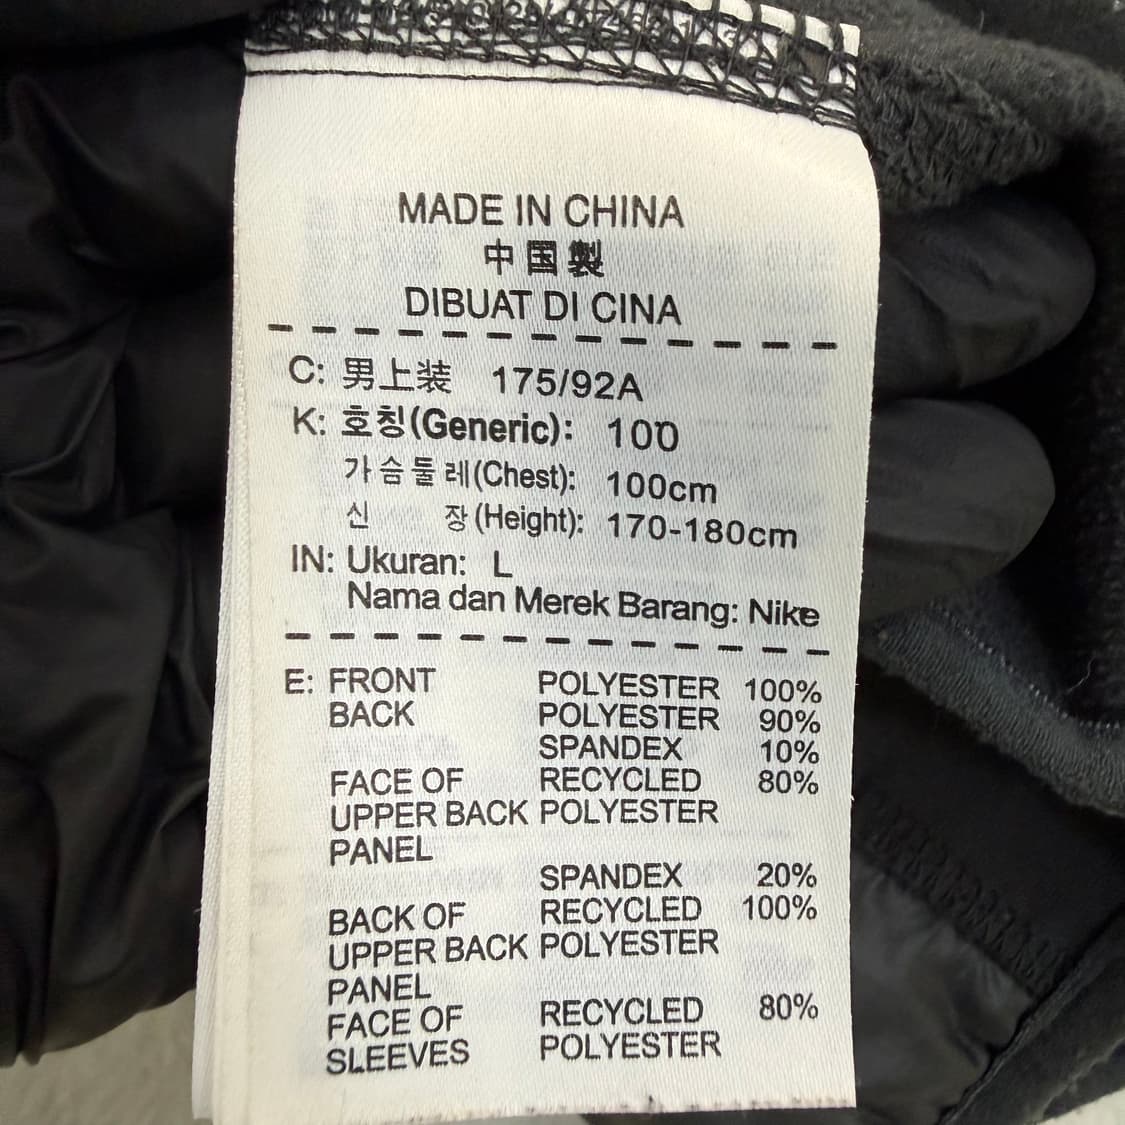 MADE IN CHINA
中国製
DIBUAT DI CINA
C: 男上装 175/92A
K: 호칭(Generic): 100
가슴둘레(Chest): 100cm
신 장(Height): 170-180cm
IN: Ukuran: L
Nama dan Merek Barang: Nike
E: FRONT POLYESTER 100%
BACK POLYESTER 90%
SPANDEX 10%
FACE OF RECYCLED 80%
UPPER BACK POLYESTER
PANEL
SPANDEX 20%
BACK OF RECYCLED 100%
UPPER BACK POLYESTER
PANEL
FACE OF RECYCLED 80%
SLEEVES POLYESTER